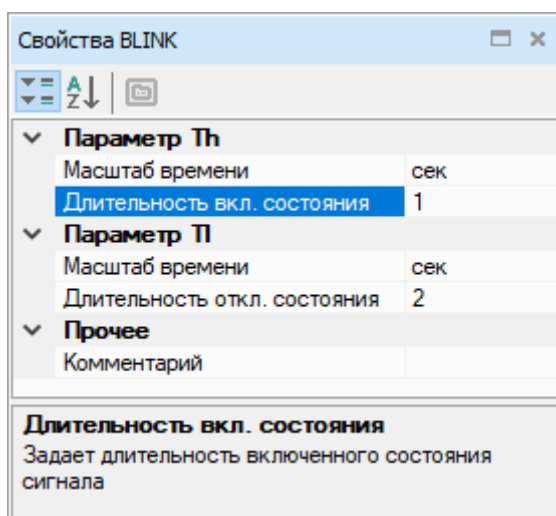 Свойства BLINK
Параметр Th
Масштаб времени сек
Длительность вкл. состояния 1
Параметр Tl
Масштаб времени сек
Длительность откл. состояния 2
Прочее
Комментарий
Длительность вкл. состояния
Задает длительность включенного состояния
сигнала